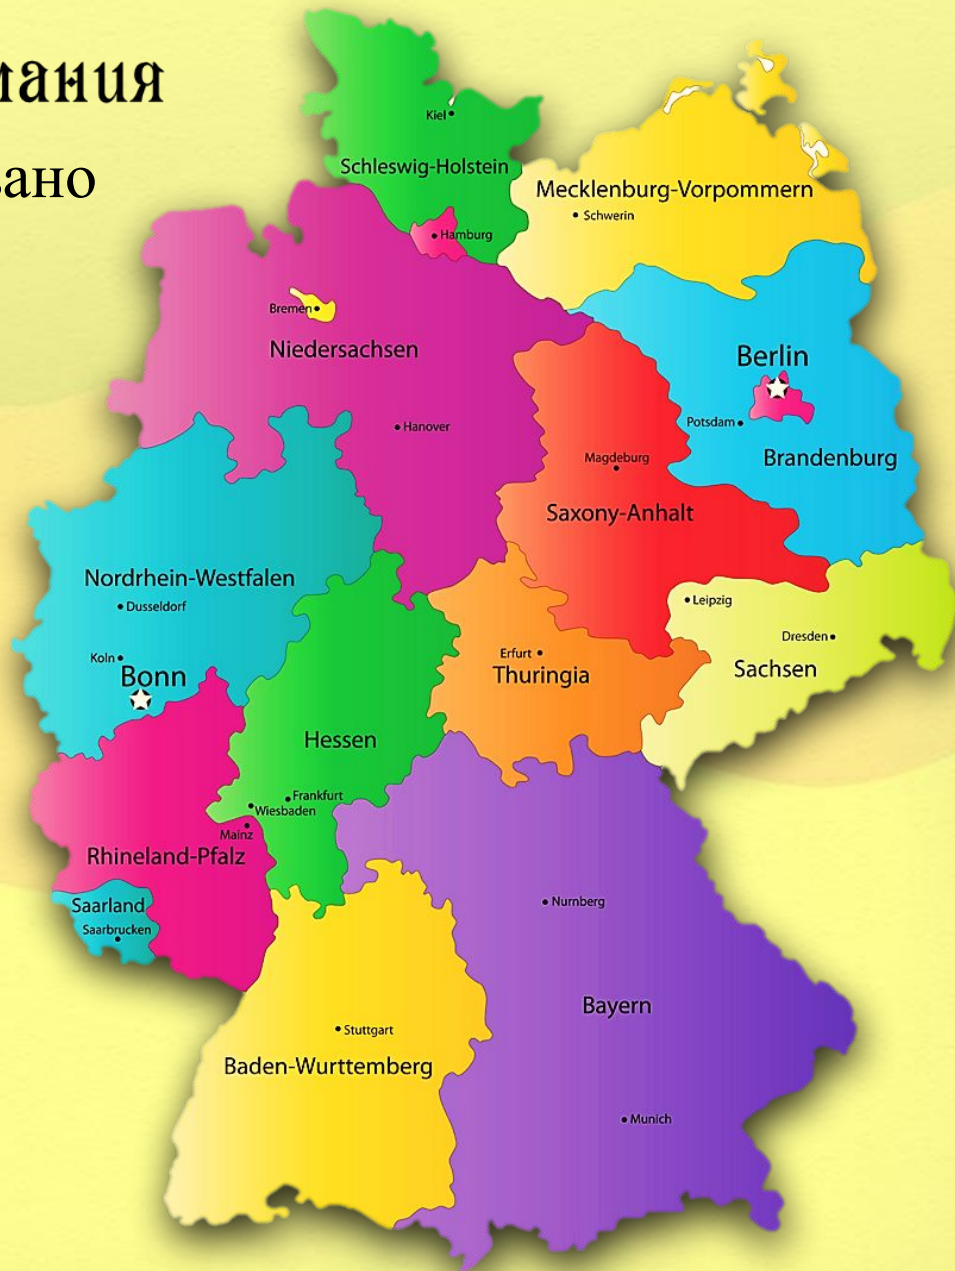 мания
вано
Kiel
Schleswig-Holstein
Mecklenburg-Vorpommern
Schwerin
Hamburg
Bremen
Niedersachsen
Berlin
Hanover
Potsdam
Magdeburg
Brandenburg
Saxony-Anhalt
Nordrhein-Westfalen
Dusseldorf
Leipzig
Dresden
Koln
Bonn
Erfurt
Thuringia
Sachsen
Hessen
Frankfurt
Wiesbaden
Mainz
Rhineland-Pfalz
Saarland
Saarbrucken
Nurnberg
Bayern
Stuttgart
Baden-Wurttemberg
Munich